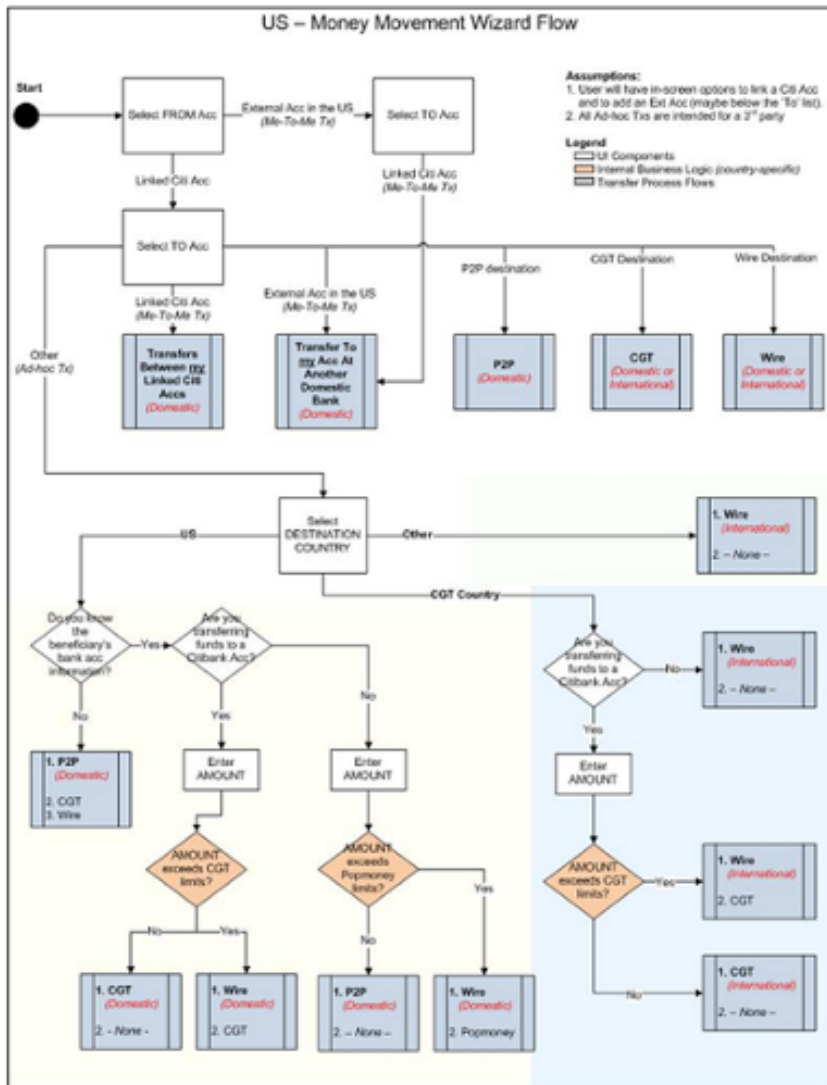 US – Money Movement Wizard Flow
Start
Select FROM Acc
External Acc in the US
(Me-To-Me Tx)
Select TO Acc
Assumptions:
1. User will have in-screen options to link a Citi Acc
and to add an Ext Acc (maybe below the 'To' list).
2. All Ad-hoc Txs are intended for a 3rd party
Legend
UI Components
Internal Business Logic (country-specific)
Transfer Process Flows
Linked Citi Acc
Linked Citi Acc
(Me-To-Me Tx)
Select TO Acc
Linked Citi Acc
(Me-To-Me Tx)
External Acc in the US
(Me-To-Me Tx)
P2P destination
CGT Destination
Wire Destination
Other
(Ad-hoc Tx)
Transfers
Between my
Linked Citi
Accs
(Domestic)
Transfer To
my Acc At
Another
Domestic
Bank
(Domestic)
P2P
(Domestic)
CGT
(Domestic or
International)
Wire
(Domestic or
International)
Select
DESTINATION
COUNTRY
US
Other
1. Wire
(International)
2. – None –
CGT Country
Do you know
the
beneficiary's
bank acc
information?
Yes
Are you
transferring
funds to a
Citibank Acc?
Are you
transferring
funds to a
Citibank Acc?
No
1. Wire
(International)
2. – None –
No
Yes
No
Yes
1. P2P
(Domestic)
2. CGT
3. Wire
Enter
AMOUNT
Enter
AMOUNT
Enter
AMOUNT
AMOUNT
exceeds CGT
limits?
AMOUNT
exceeds
Popmoney
limits?
Yes
AMOUNT
exceeds CGT
limits?
Yes
1. Wire
(International)
2. CGT
No
Yes
No
No
1. CGT
(Domestic)
2. - None -
1. Wire
(Domestic)
2. CGT
1. P2P
(Domestic)
2. – None –
1. Wire
(Domestic)
2. Popmoney
1. CGT
(International)
2. – None –